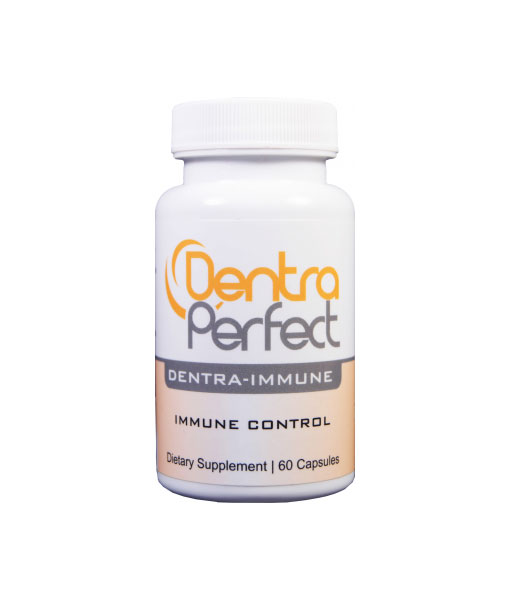 Dentra
Perfect
DENTRA-IMMUNE
IMMUNE CONTROL
Dietary Supplement | 60 Capsules